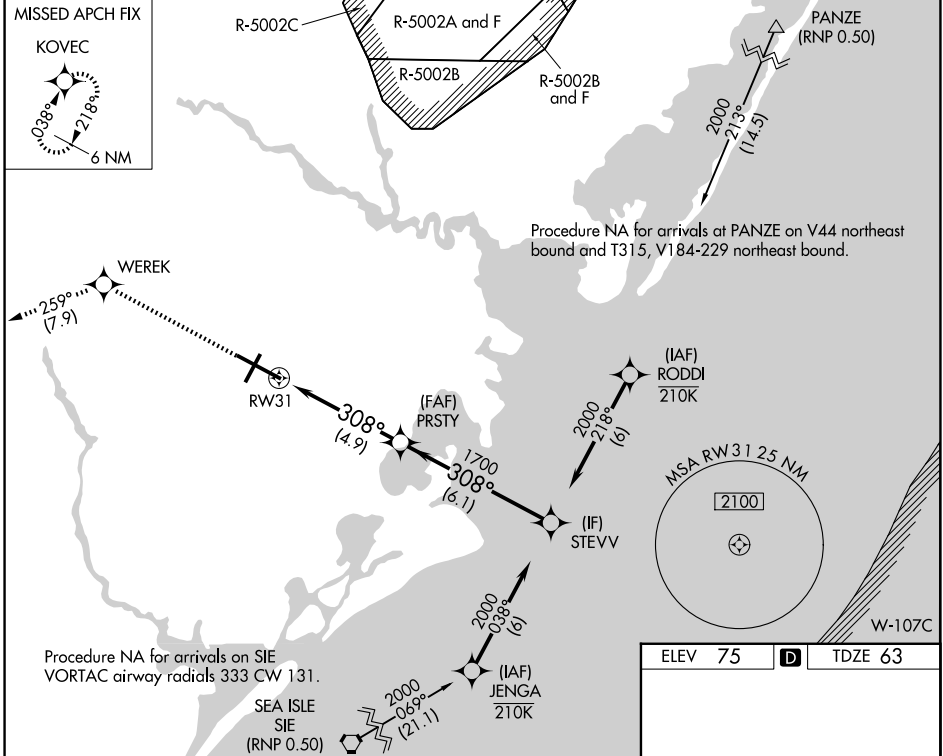 MISSED APCH FIX
KOVEC
038°
218°
6 NM
R-5002C
R-5002A and F
R-5002B
R-5002B
and F
PANZE
(RNP 0.50)
2000
213°
(14.5)
Procedure NA for arrivals at PANZE on V44 northeast
bound and T315, V184-229 northeast bound.
WEREK
259°
(7.9)
RW31
308°
(4.9)
(FAF)
PRSTY
1700
308°
(6.1)
(IAF)
RODDI
210K
2000
218°
(6)
(IF)
STEVV
MSA RW31 25 NM
2100
2000
038°
(6)
W-107C
Procedure NA for arrivals on SIE
VORTAC airway radials 333 CW 131.
(IAF)
JENGA
210K
2000
069°
(21.1)
SEA ISLE
SIE
(RNP 0.50)
ELEV 75 D TDZE 63